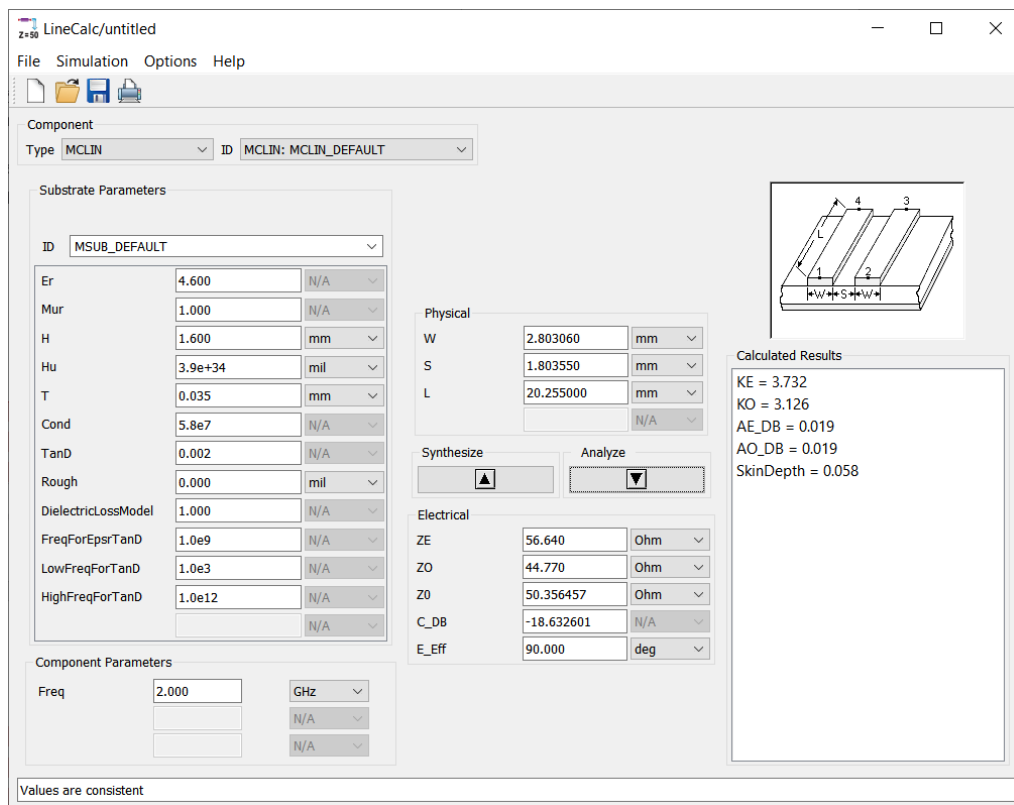 Z=50 LineCalc/untitled
File Simulation Options Help
Component
Type MCLIN ID MCLIN: MCLIN_DEFAULT
Substrate Parameters
ID MSUB_DEFAULT
Er 4.600 N/A
Mur 1.000 N/A
H 1.600 mm
Hu 3.9e+34 mil
T 0.035 mm
Cond 5.8e7 N/A
TanD 0.002 N/A
Rough 0.000 mil
DielectricLossModel 1.000 N/A
FreqForEpsrTanD 1.0e9 N/A
LowFreqForTanD 1.0e3 N/A
HighFreqForTanD 1.0e12 N/A
N/A
Component Parameters
Freq 2.000 GHz
N/A
N/A
Physical
W 2.803060 mm
S 1.803550 mm
L 20.255000 mm
N/A
Synthesize Analyze
Electrical
ZE 56.640 Ohm
ZO 44.770 Ohm
Z0 50.356457 Ohm
C_DB -18.632601 N/A
E_Eff 90.000 deg
4 3
L
1 2
W S W
Calculated Results
KE = 3.732
KO = 3.126
AE_DB = 0.019
AO_DB = 0.019
SkinDepth = 0.058
Values are consistent